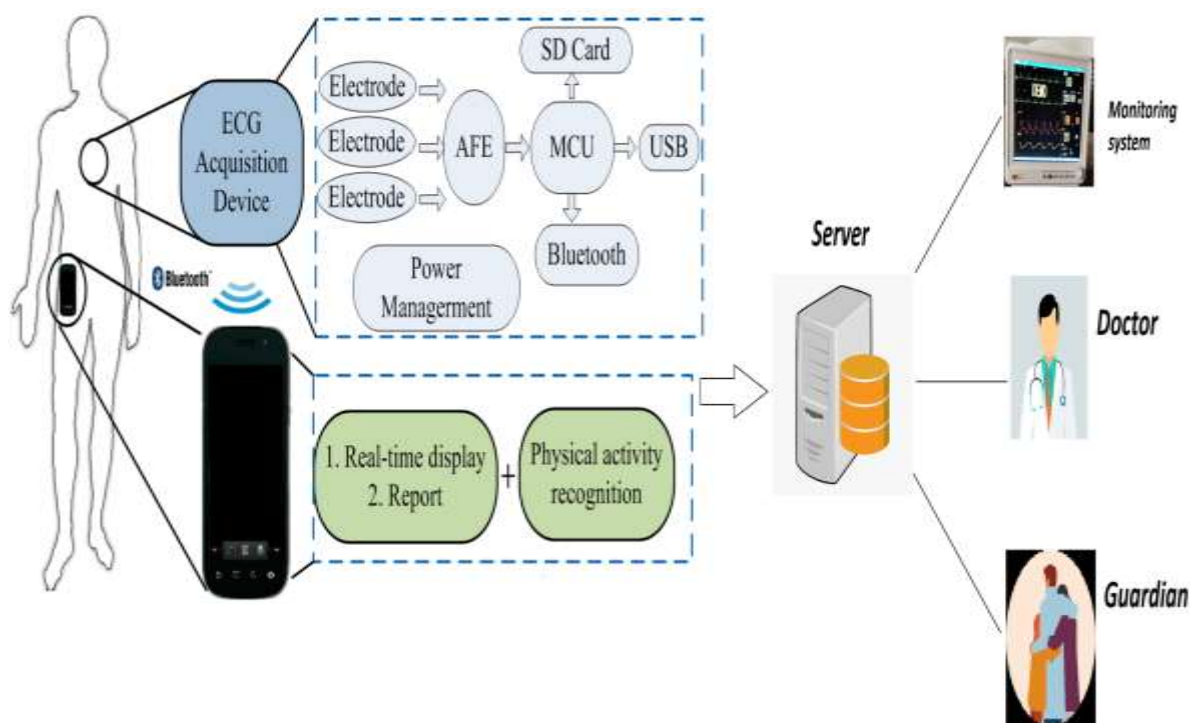 SD Card
Electrode
Electrode
Electrode
AFE
MCU
USB
Bluetooth
Power
Managerment
ECG
Acquisition
Device
Bluetooth
1. Real-time display
2. Report
+
Physical activity
recognition
Server
Monitoring
system
Doctor
Guardian